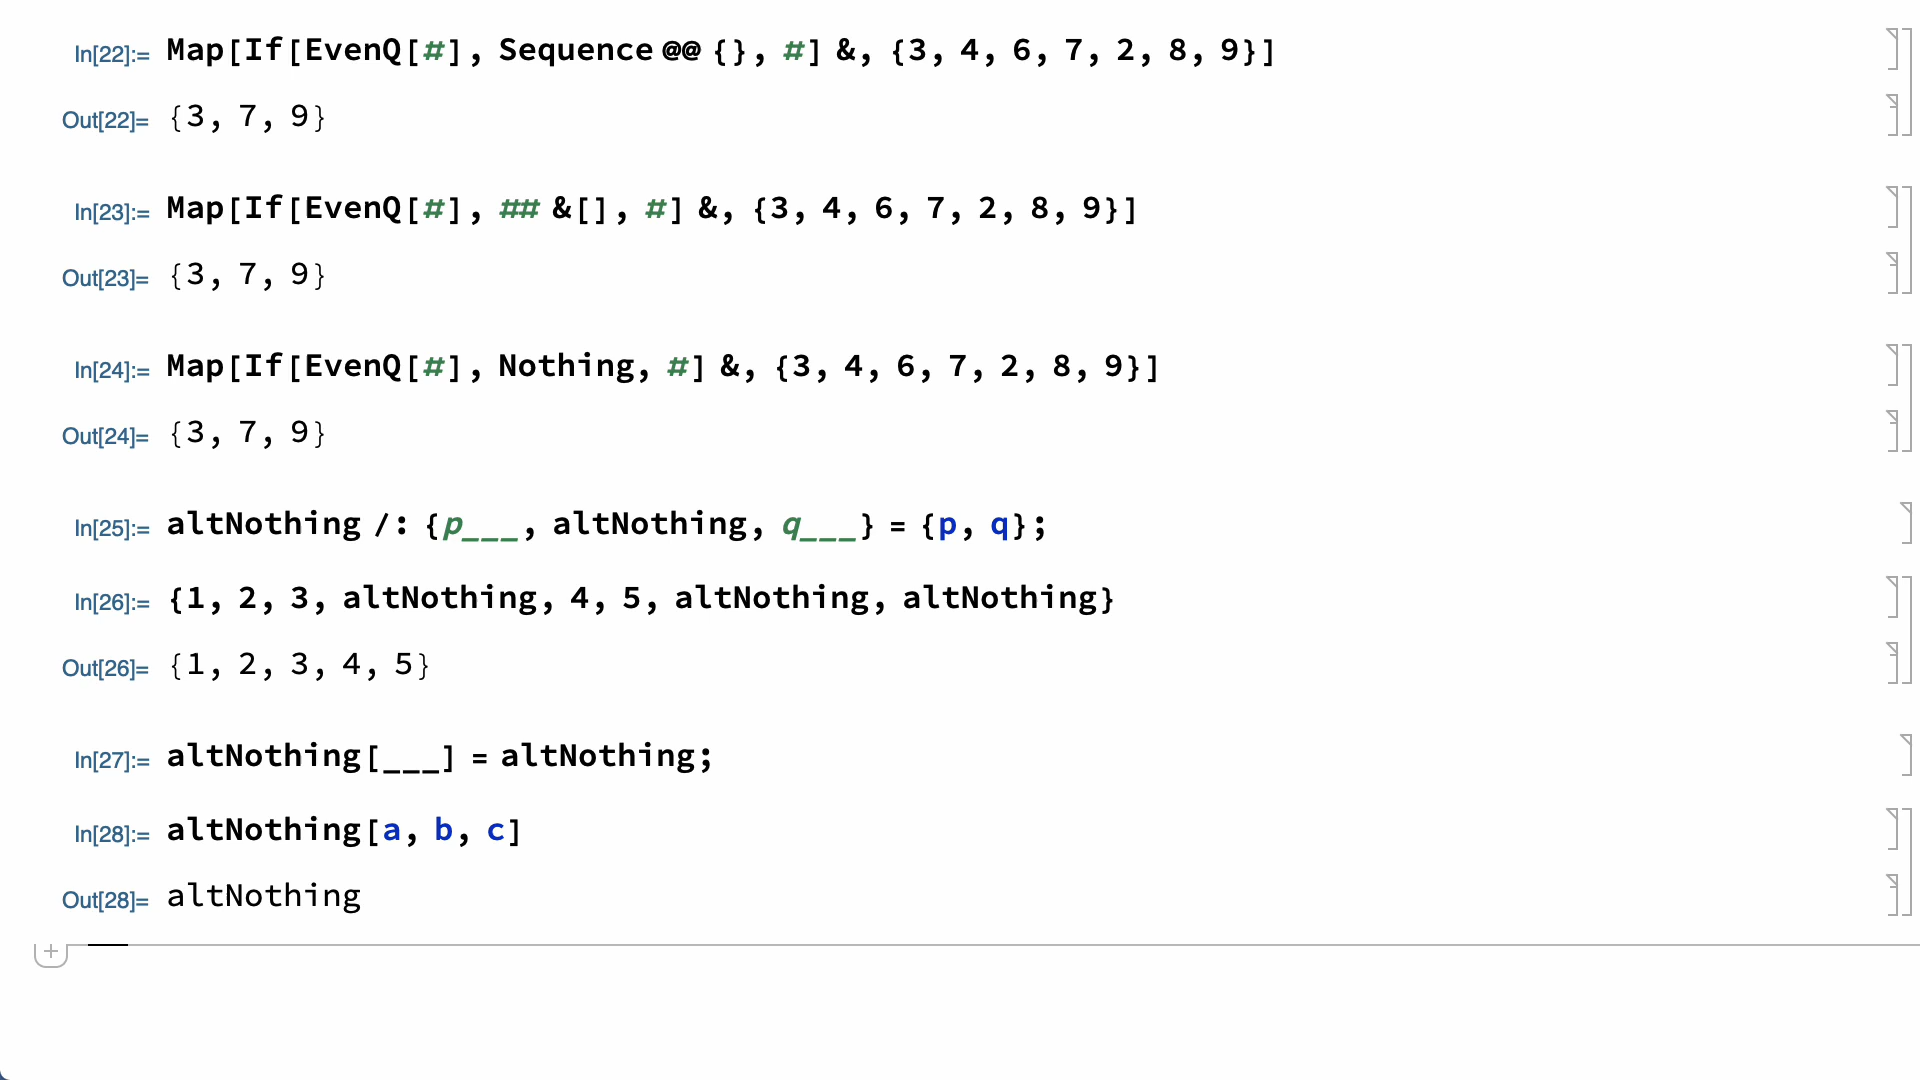 In[22]:= Map[If[EvenQ[#], Sequence @@ {}, #] &, {3, 4, 6, 7, 2, 8, 9}]
Out[22]= {3, 7, 9}
In[23]:= Map[If[EvenQ[#], ## &[], #] &, {3, 4, 6, 7, 2, 8, 9}]
Out[23]= {3, 7, 9}
In[24]:= Map[If[EvenQ[#], Nothing, #] &, {3, 4, 6, 7, 2, 8, 9}]
Out[24]= {3, 7, 9}
In[25]:= altNothing /: {p___, altNothing, q___} = {p, q};
In[26]:= {1, 2, 3, altNothing, 4, 5, altNothing, altNothing}
Out[26]= {1, 2, 3, 4, 5}
In[27]:= altNothing[___] = altNothing;
In[28]:= altNothing[a, b, c]
Out[28]= altNothing